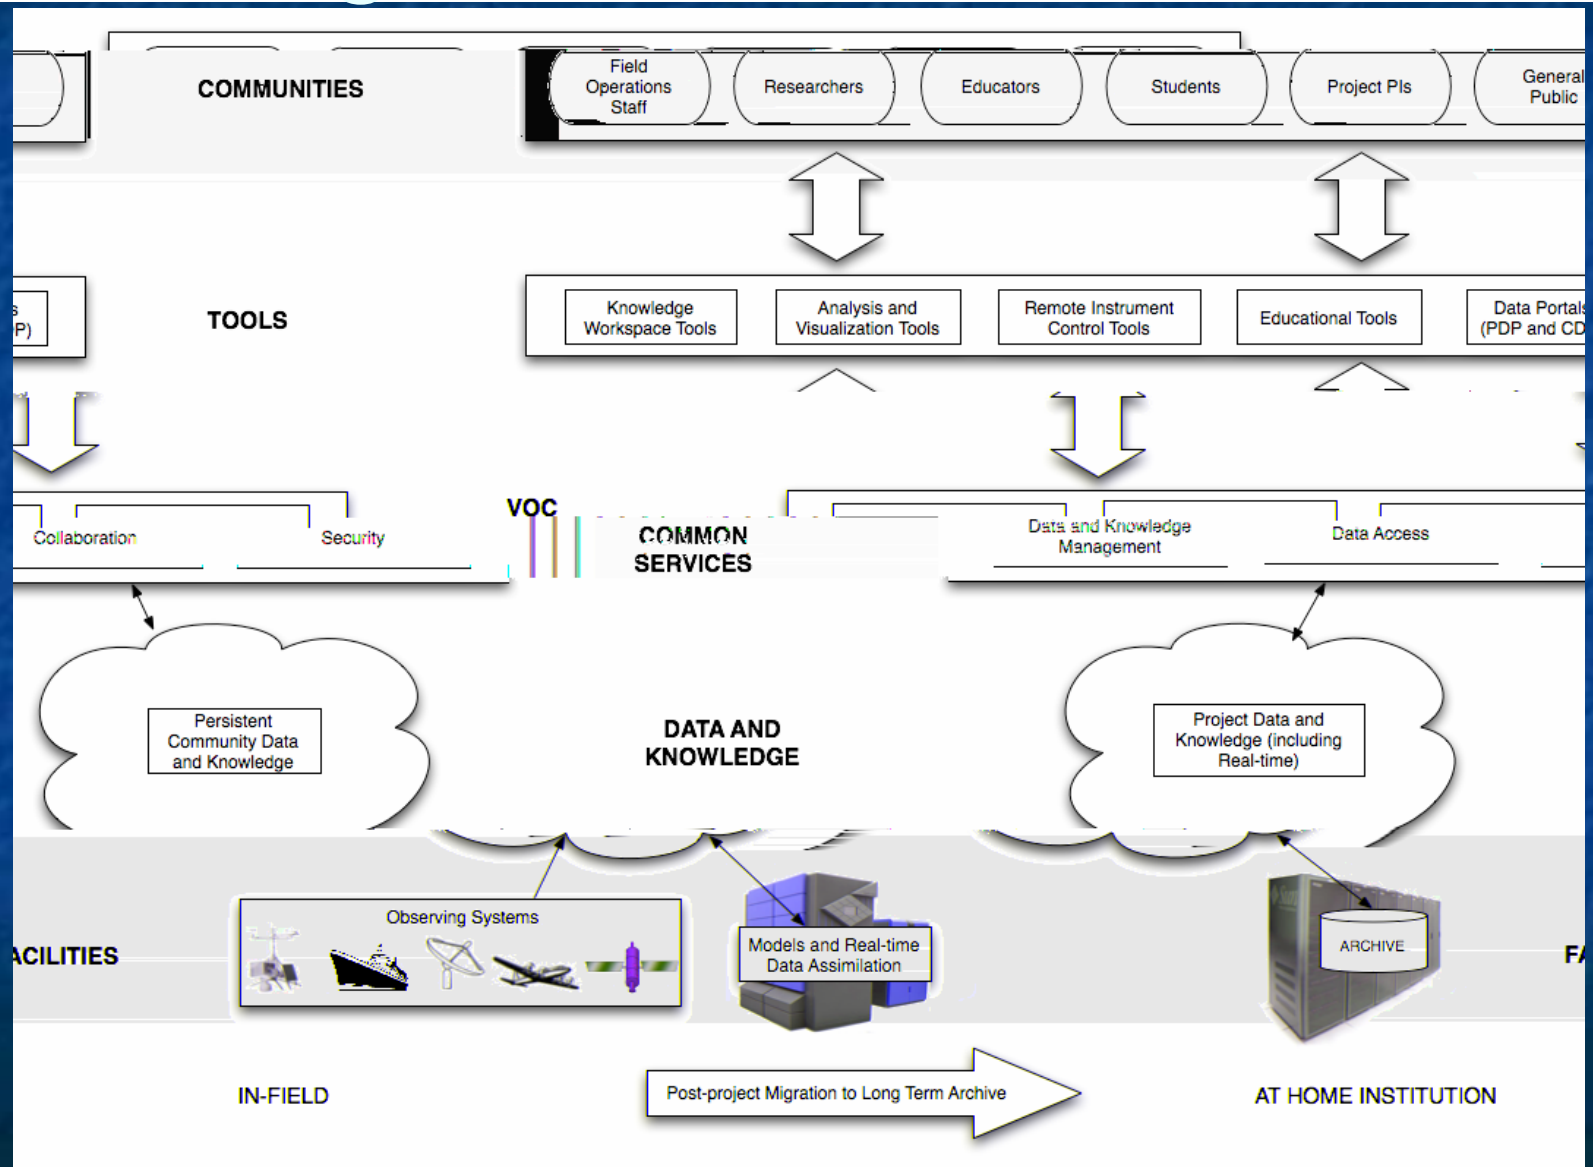 COMMUNITIES
Field
Operations
Staff
Researchers
Educators
Students
Project PIs
General
Public
s
P)
TOOLS
Knowledge
Workspace Tools
Analysis and
Visualization Tools
Remote Instrument
Control Tools
Educational Tools
Data Portals
(PDP and CD
Collaboration
Security
VOC
COMMON
SERVICES
Data and Knowledge
Management
Data Access
Persistent
Community Data
and Knowledge
DATA AND
KNOWLEDGE
Project Data and
Knowledge (including
Real-time)
ACILITIES
Observing Systems
Models and Real-time
Data Assimilation
ARCHIVE
FA
IN-FIELD
Post-project Migration to Long Term Archive
AT HOME INSTITUTION